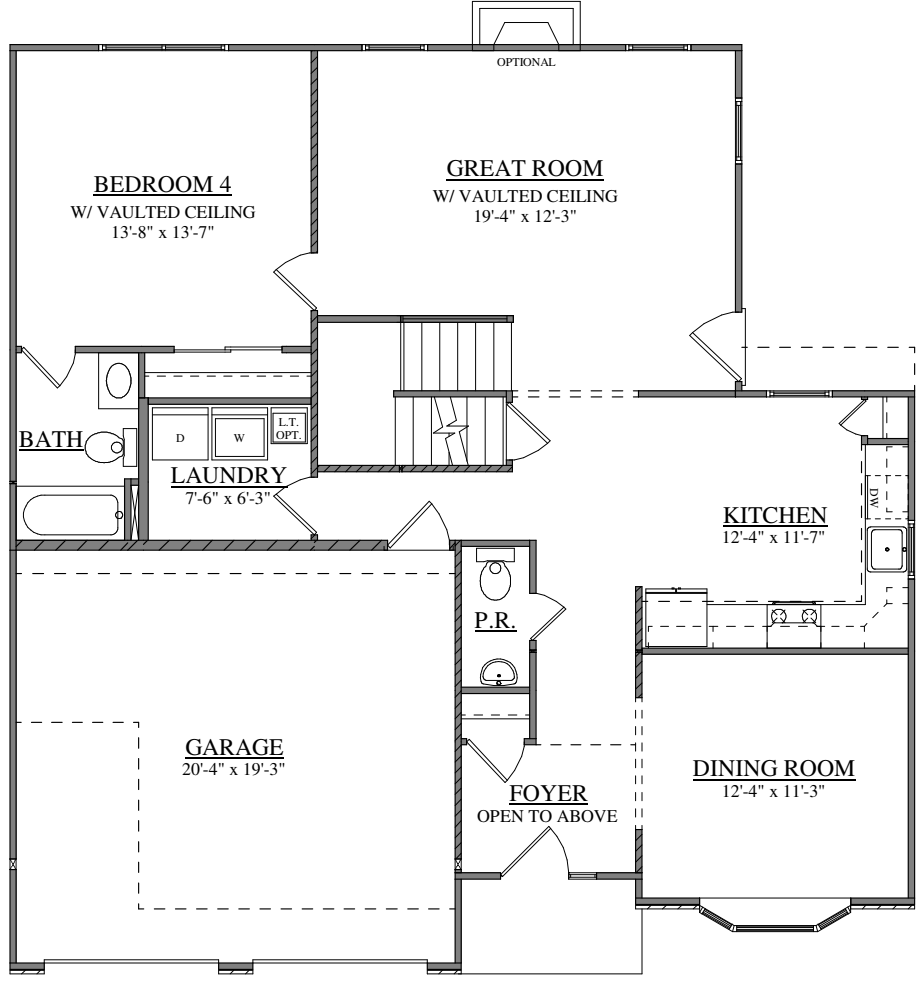 OPTIONAL
BEDROOM 4
W/ VAULTED CEILING
13'-8" x 13'-7"
GREAT ROOM
W/ VAULTED CEILING
19'-4" x 12'-3"
BATH
D
W
L.T.
OPT.
LAUNDRY
7'-6" x 6'-3"
DW
KITCHEN
12'-4" x 11'-7"
P.R.
GARAGE
20'-4" x 19'-3"
FOYER
OPEN TO ABOVE
DINING ROOM
12'-4" x 11'-3"